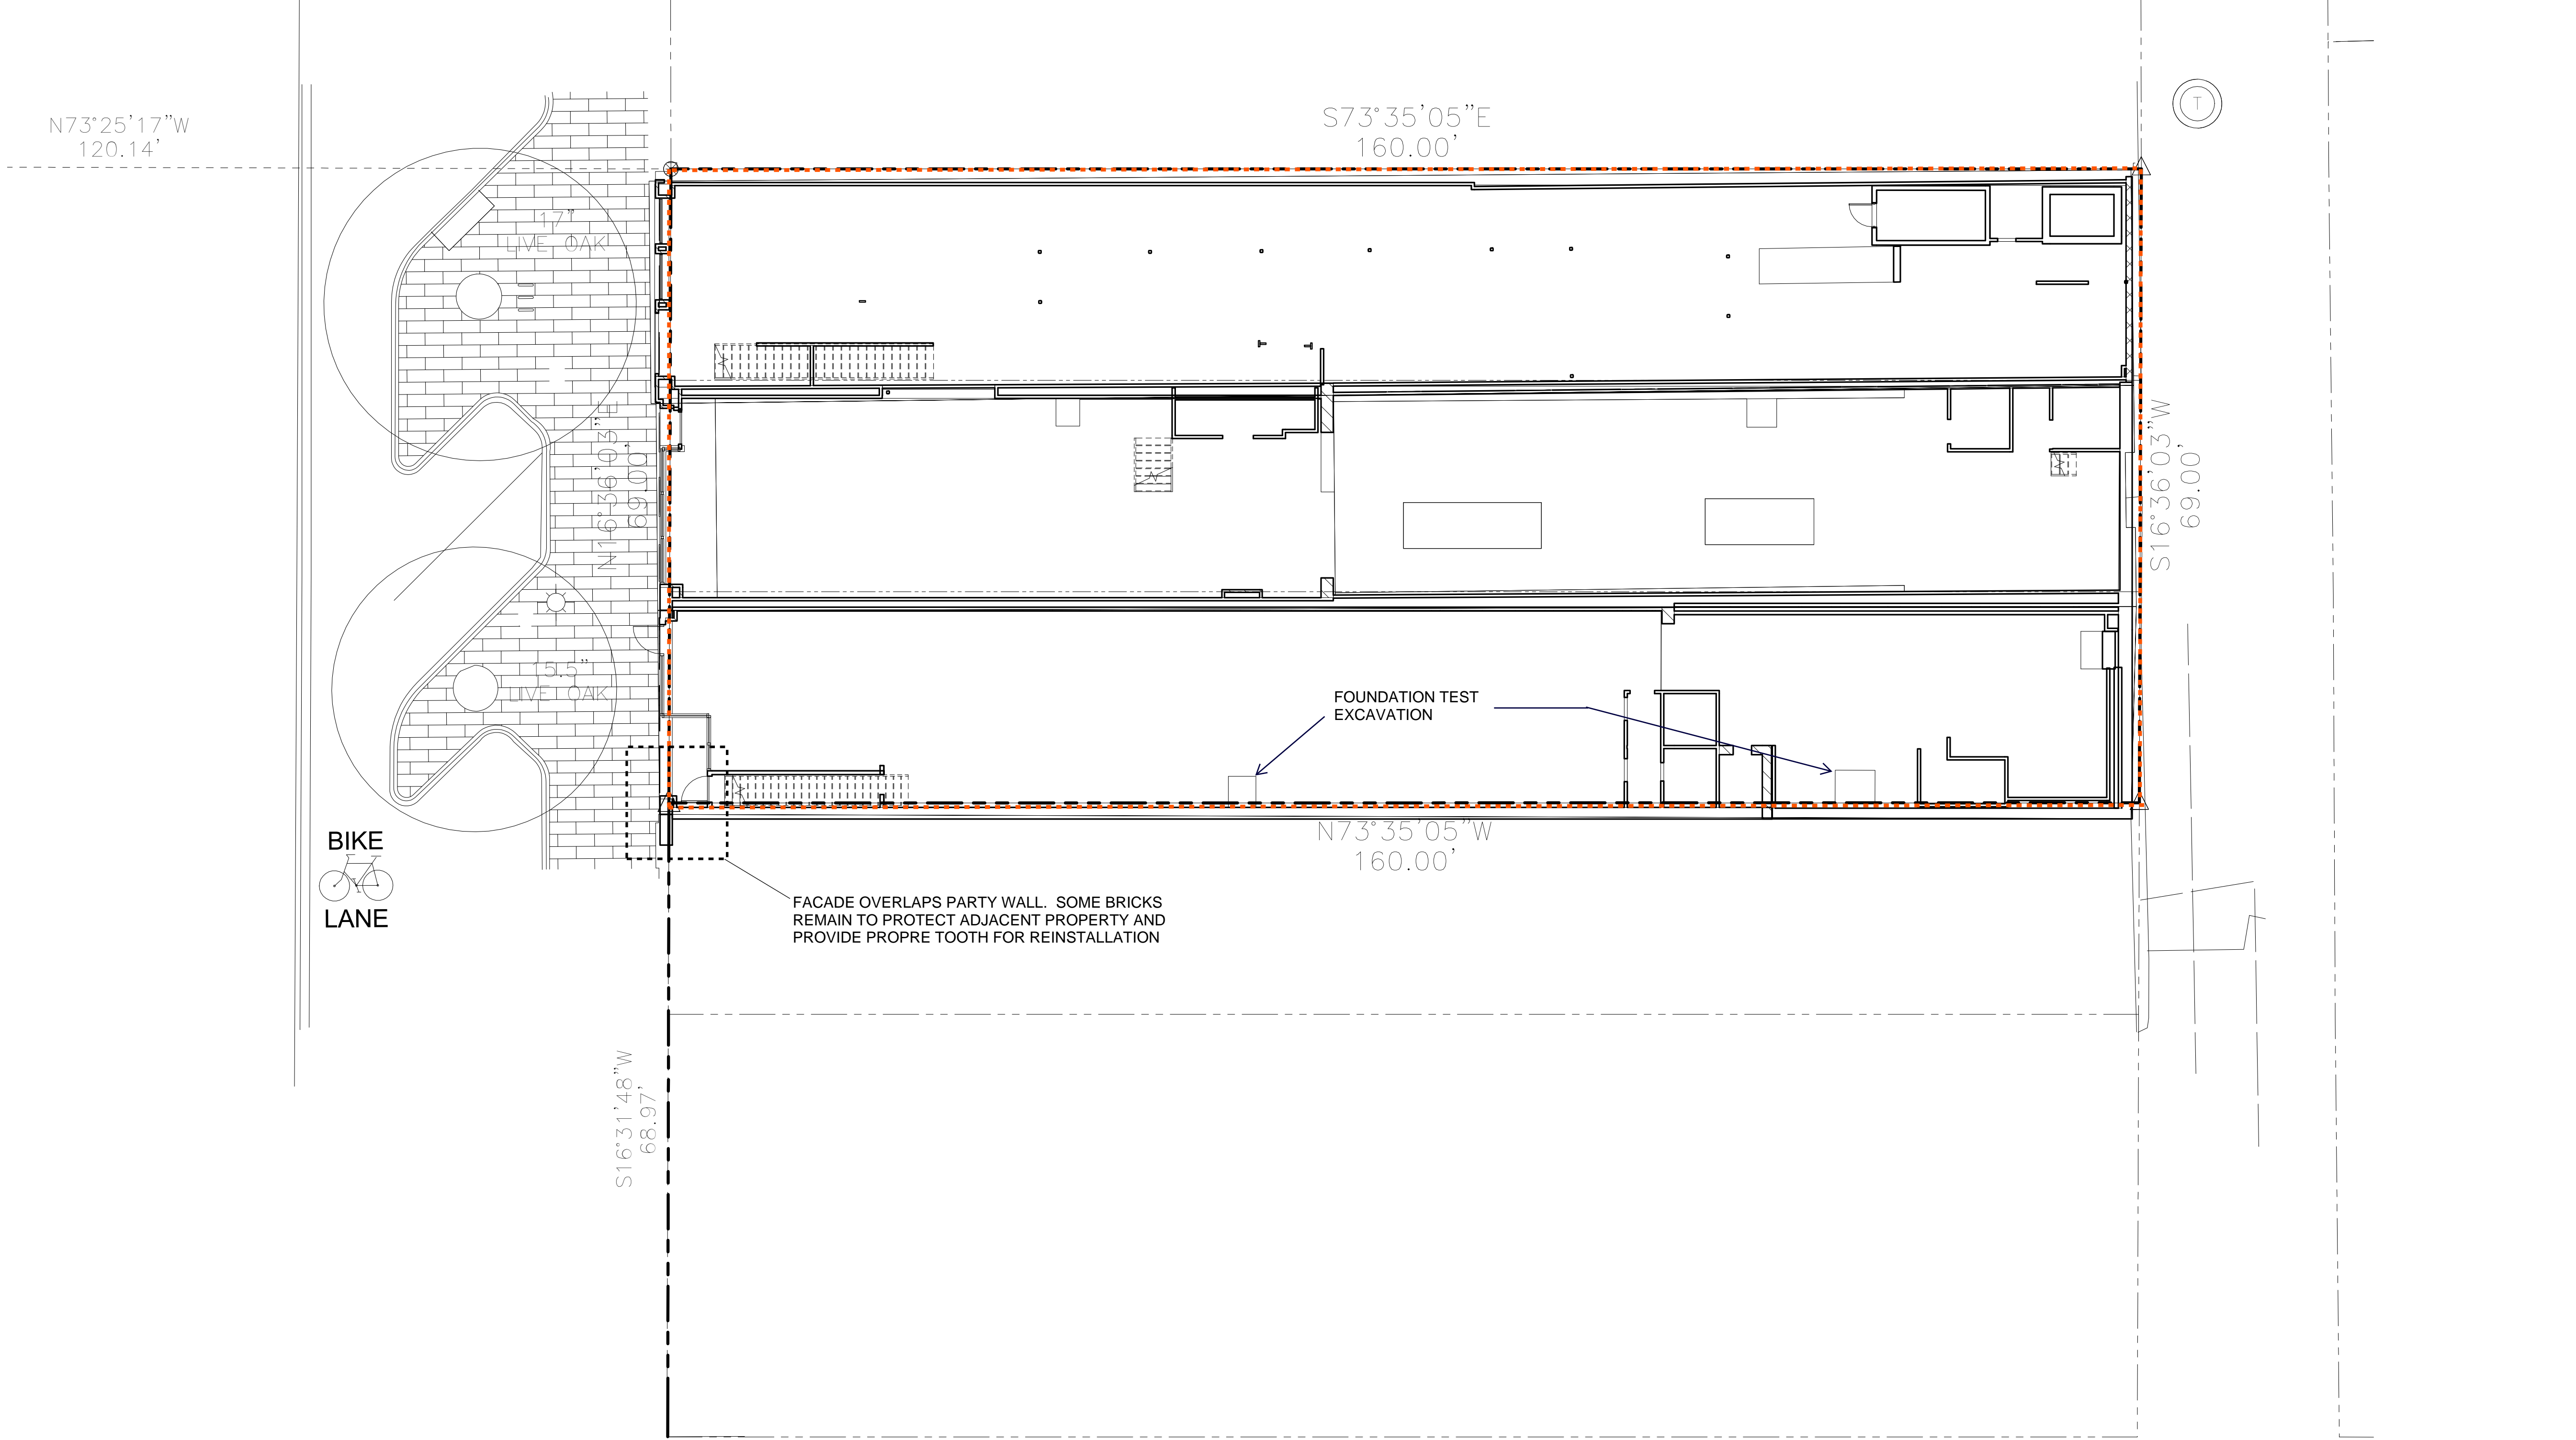 S73°35'05"E
160.00'
N73°25'17"W
120.14'
T
17"
LIVE OAK
N16°36'03"E
69.00'
S16°36'03"W
69.00'
15.5"
LIVE OAK
FOUNDATION TEST
EXCAVATION
N73°35'05"W
160.00'
BIKE
LANE
FACADE OVERLAPS PARTY WALL. SOME BRICKS
REMAIN TO PROTECT ADJACENT PROPERTY AND
PROVIDE PROPRE TOOTH FOR REINSTALLATION
S16°31'48"W
68.97'